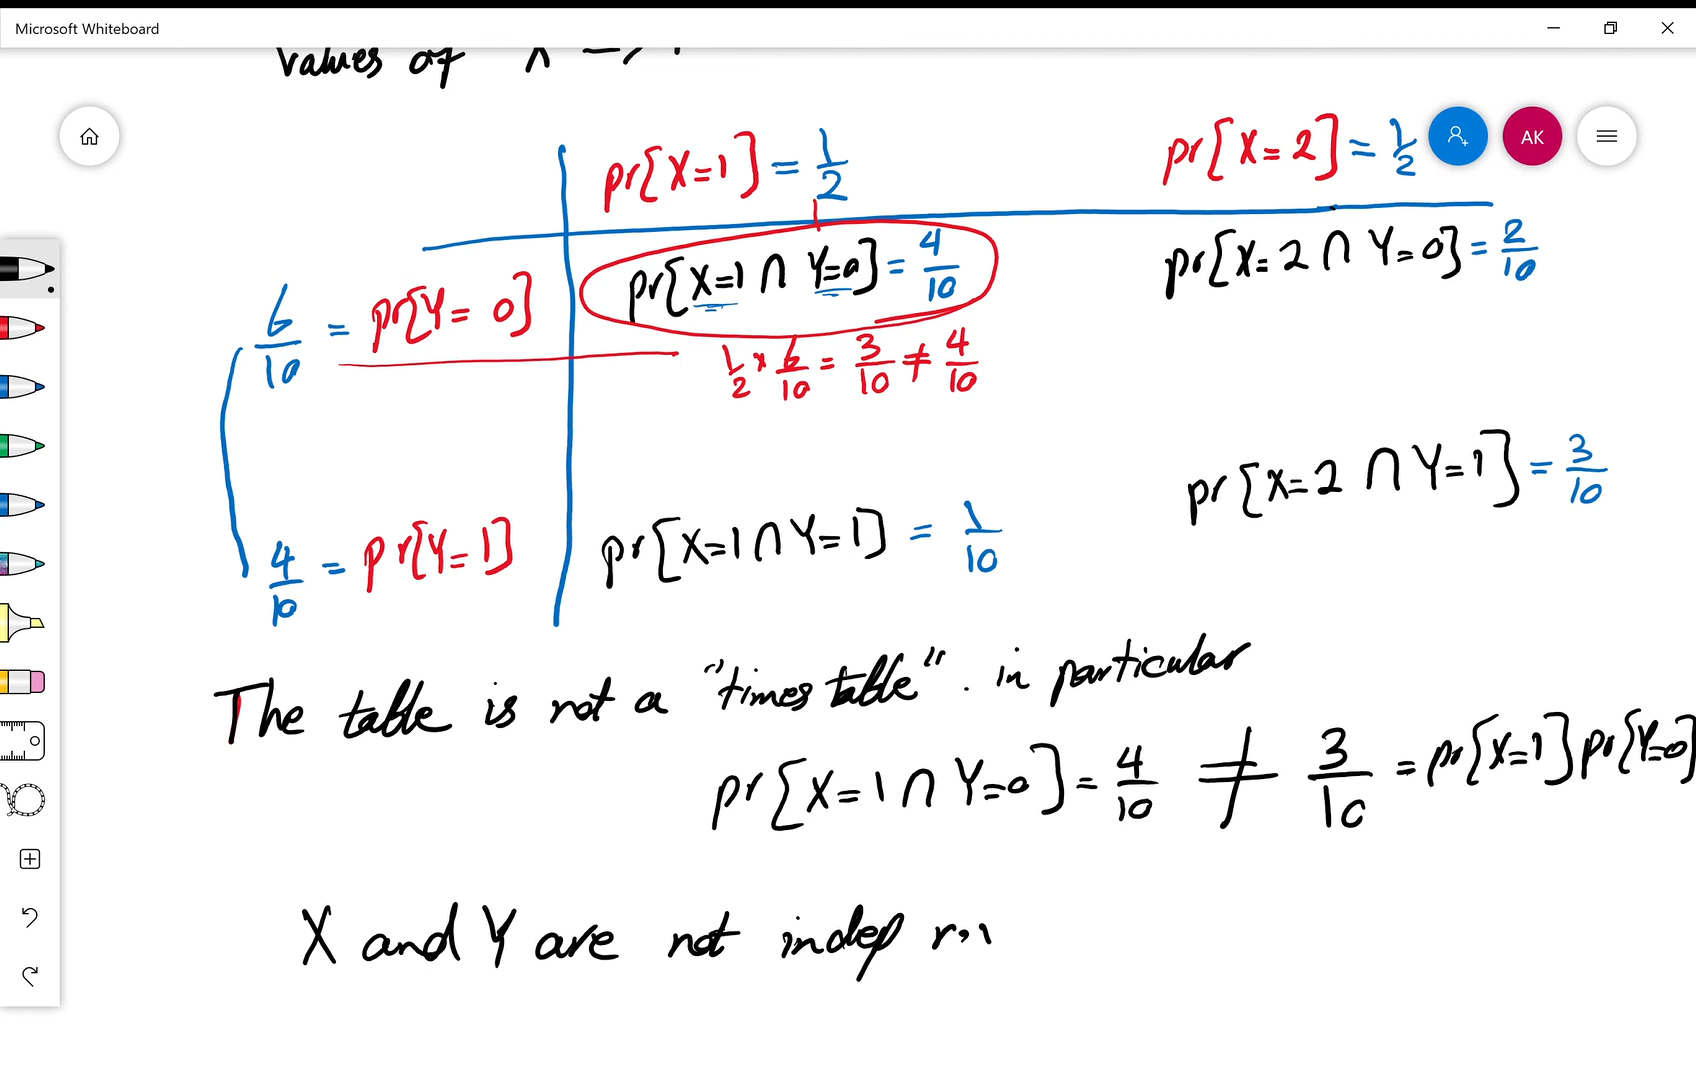 Microsoft Whiteboard
values of X
pr[X=1] = 1/2
pr[X=2] = 1/2
AK
6/10 = pr[Y=0]
pr[X=1 ∩ Y=0] = 4/10
pr[X=2 ∩ Y=0] = 2/10
1/2 × 6/10 = 3/10 ≠ 4/10
4/10 = pr[Y=1]
pr[X=1 ∩ Y=1] = 1/10
pr[X=2 ∩ Y=1] = 3/10
The table is not a "times table". in particular
pr[X=1 ∩ Y=0] = 4/10 ≠ 3/10 = pr[X=1] pr[Y=0]
X and Y are not indep r.v